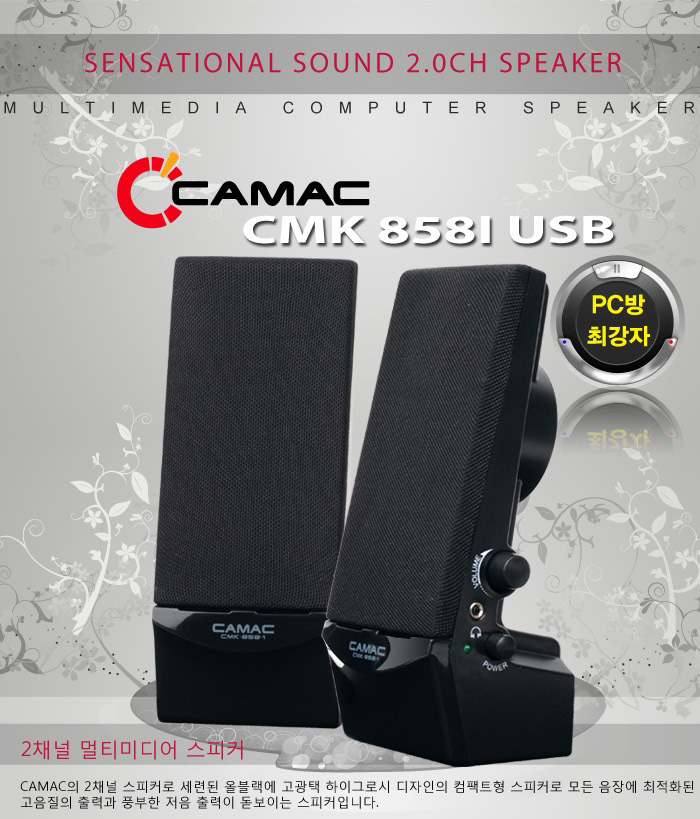 SENSATIONAL SOUND 2.0CH SPEAKER
MULTIMEDIA COMPUTER SPEAKER
CAMAC
CMK 858I USB
PC방
최강자
VOLUME
POWER
CAMAC
CMK-858-1
CAMAC
CMK-858-1
2채널 멀티미디어 스피커
CAMAC의 2채널 스피커로 세련된 올블랙에 고광택 하이그로시 디자인의 컴팩트형 스피커로 모든 음장에 최적화된
고음질의 출력과 풍부한 저음 출력이 돋보이는 스피커입니다.